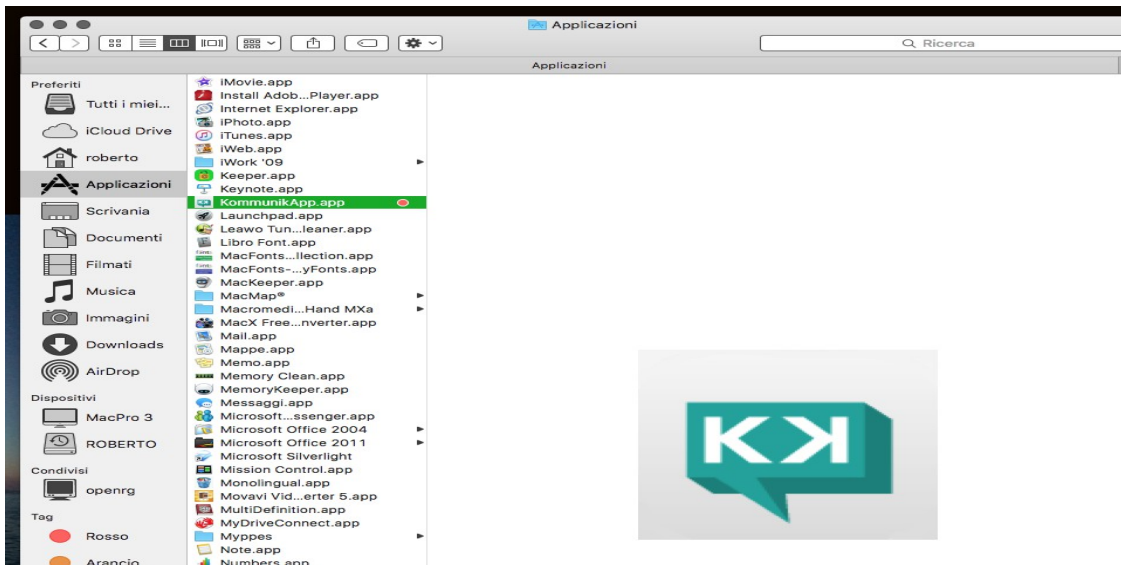 Applicazioni
Ricerca
Applicazioni
Preferiti
Tutti i miei...
iCloud Drive
roberto
Applicazioni
Scrivania
Documenti
Filmati
Musica
Immagini
Downloads
AirDrop
Dispositivi
MacPro 3
ROBERTO
Condivisi
openrg
Tag
Rosso
Arancio
iMovie.app
Install Adob...Player.app
Internet Explorer.app
iPhoto.app
iTunes.app
iWeb.app
iWork '09
Keeper.app
Keynote.app
KommunikApp.app
Launchpad.app
Leawo Tun...leaner.app
Libro Font.app
MacFonts...llection.app
MacFonts-...yFonts.app
MacKeeper.app
MacMap®
Macromedi...Hand MXa
MacX Free...nverter.app
Mail.app
Mappe.app
Memo.app
Memory Clean.app
MemoryKeeper.app
Messaggi.app
Microsoft...ssenger.app
Microsoft Office 2004
Microsoft Office 2011
Microsoft Silverlight
Mission Control.app
Monolingual.app
Movavi Vid...erter 5.app
MultiDefinition.app
MyDriveConnect.app
Myppes
Note.app
Numbers.app